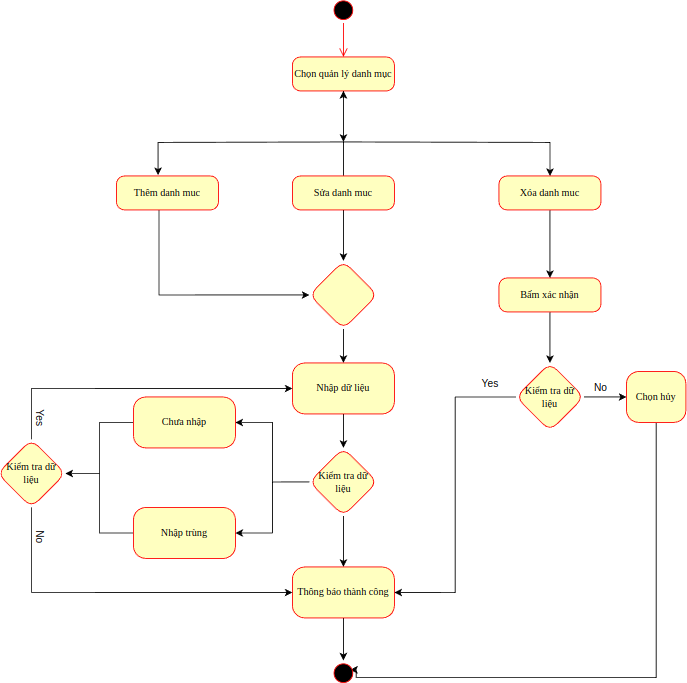 Chọn quản lý danh mục
Thêm danh muc
Sửa danh muc
Xóa danh muc
Bấm xác nhận
Nhập dữ liệu
Yes
No
Kiểm tra dữ
liệu
Chọn hủy
Yes
Chưa nhập
Kiểm tra dữ
liệu
Kiểm tra dữ
liệu
Nhập trùng
No
Thông báo thành công